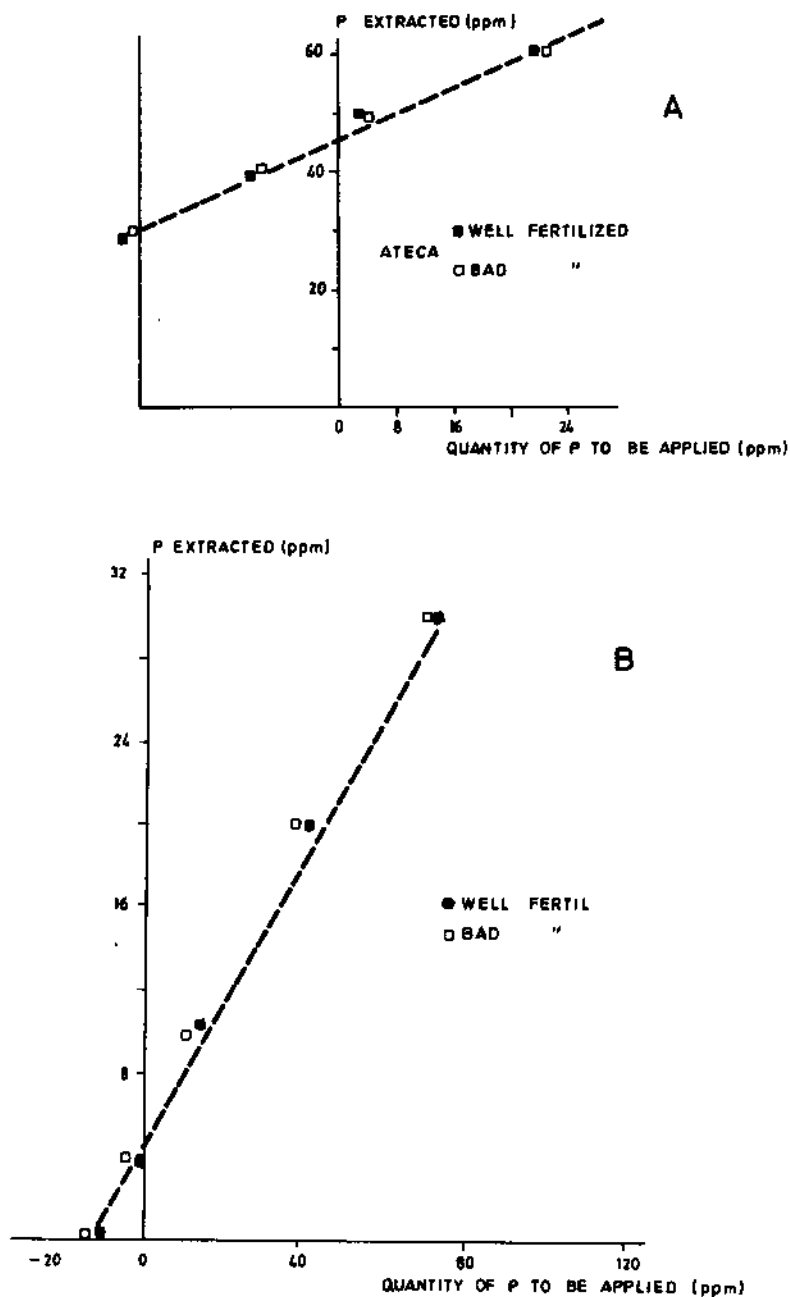 P EXTRACTED (ppm)
60
A
40
■ WELL FERTILIZED
ATECA
□ BAD "
20
0 8 16 24
QUANTITY OF P TO BE APPLIED (ppm)
P EXTRACTED (ppm)
32
B
24
16
● WELL FERTIL
□ BAD "
8
-20 0 40 80 120
QUANTITY OF P TO BE APPLIED (ppm)